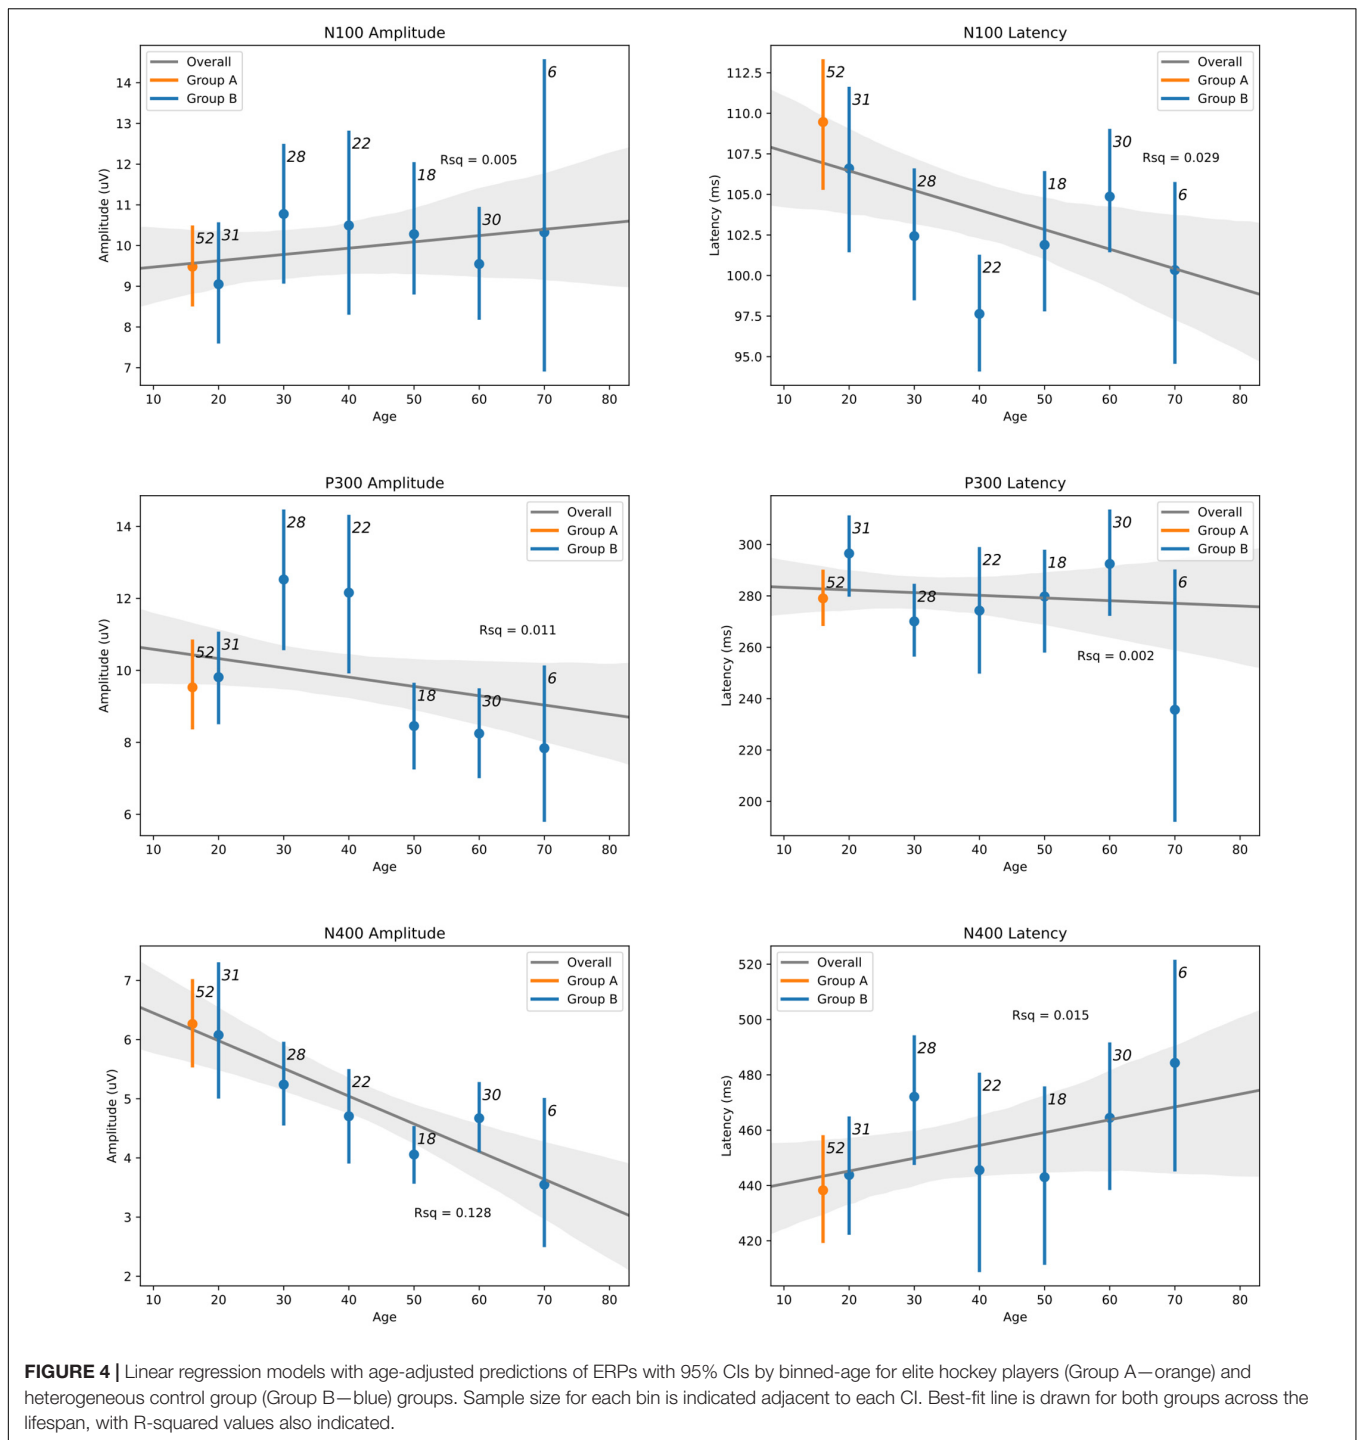 N100 Amplitude
Overall
Group A
Group B
14
13
12
11
10
9
8
7
Amplitude (uV)
52
31
28
22
18
30
6
Rsq = 0.005
10 20 30 40 50 60 70 80
Age
N100 Latency
Overall
Group A
Group B
112.5
110.0
107.5
105.0
102.5
100.0
97.5
95.0
Latency (ms)
52
31
28
22
18
30
6
Rsq = 0.029
10 20 30 40 50 60 70 80
Age
P300 Amplitude
Overall
Group A
Group B
14
12
10
8
6
Amplitude (uV)
52
31
28
22
18
30
6
Rsq = 0.011
10 20 30 40 50 60 70 80
Age
P300 Latency
Overall
Group A
Group B
300
280
260
240
220
200
Latency (ms)
52
31
28
22
18
30
6
Rsq = 0.002
10 20 30 40 50 60 70 80
Age
N400 Amplitude
Overall
Group A
Group B
7
6
5
4
3
2
Amplitude (uV)
52
31
28
22
18
30
6
Rsq = 0.128
10 20 30 40 50 60 70 80
Age
N400 Latency
Overall
Group A
Group B
520
500
480
460
440
420
Latency (ms)
52
31
28
22
18
30
6
Rsq = 0.015
10 20 30 40 50 60 70 80
Age
FIGURE 4 | Linear regression models with age-adjusted predictions of ERPs with 95% CIs by binned-age for elite hockey players (Group A—orange) and
heterogeneous control group (Group B—blue) groups. Sample size for each bin is indicated adjacent to each CI. Best-fit line is drawn for both groups across the
lifespan, with R-squared values also indicated.